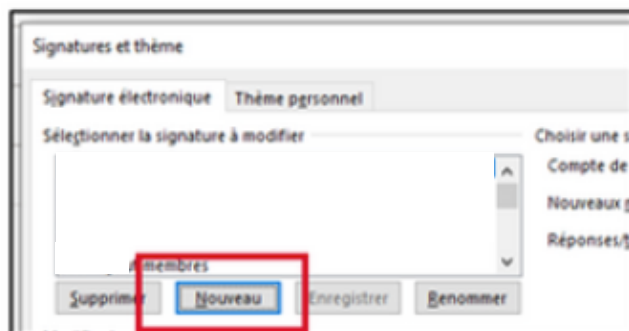 Signatures et thème
Signature électronique Thème personnel
Sélectionner la signature à modifier Choisir une s
Compte de
Nouveaux
Réponses/t
membres
Supprimer Nouveau Enregistrer Renommer